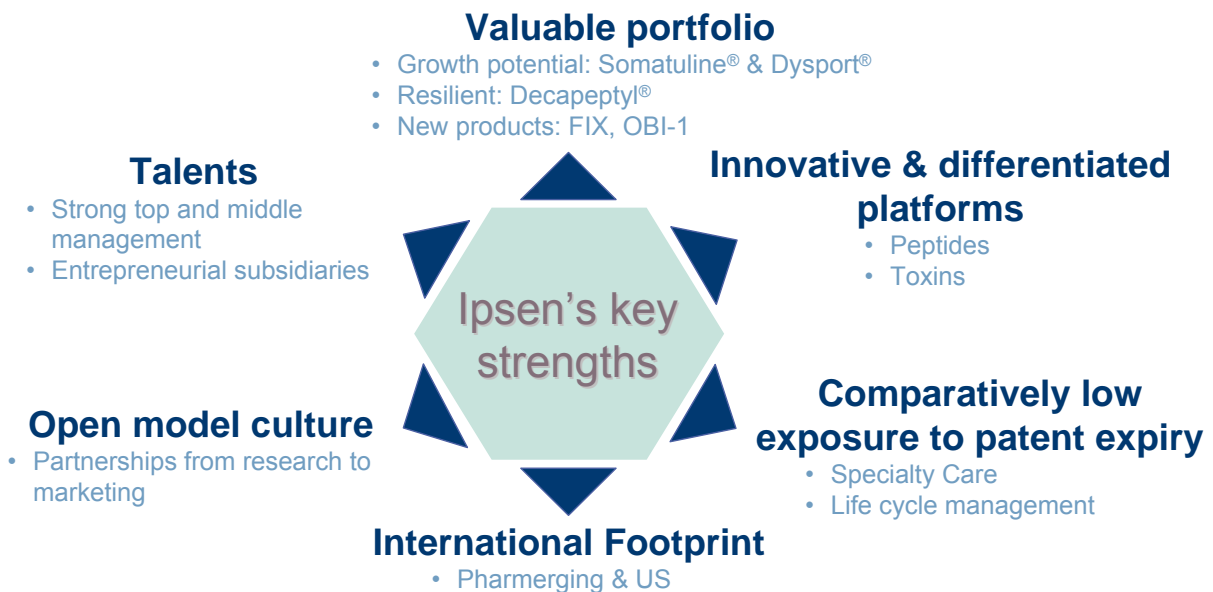 Valuable portfolio
• Growth potential: Somatuline® & Dysport®
• Resilient: Decapeptyl®
• New products: FIX, OBI-1
Talents
• Strong top and middle
management
• Entrepreneurial subsidiaries
Innovative & differentiated
platforms
• Peptides
• Toxins
Ipsen's key
strengths
Open model culture
• Partnerships from research to
marketing
Comparatively low
exposure to patent expiry
• Specialty Care
• Life cycle management
International Footprint
• Pharmerging & US